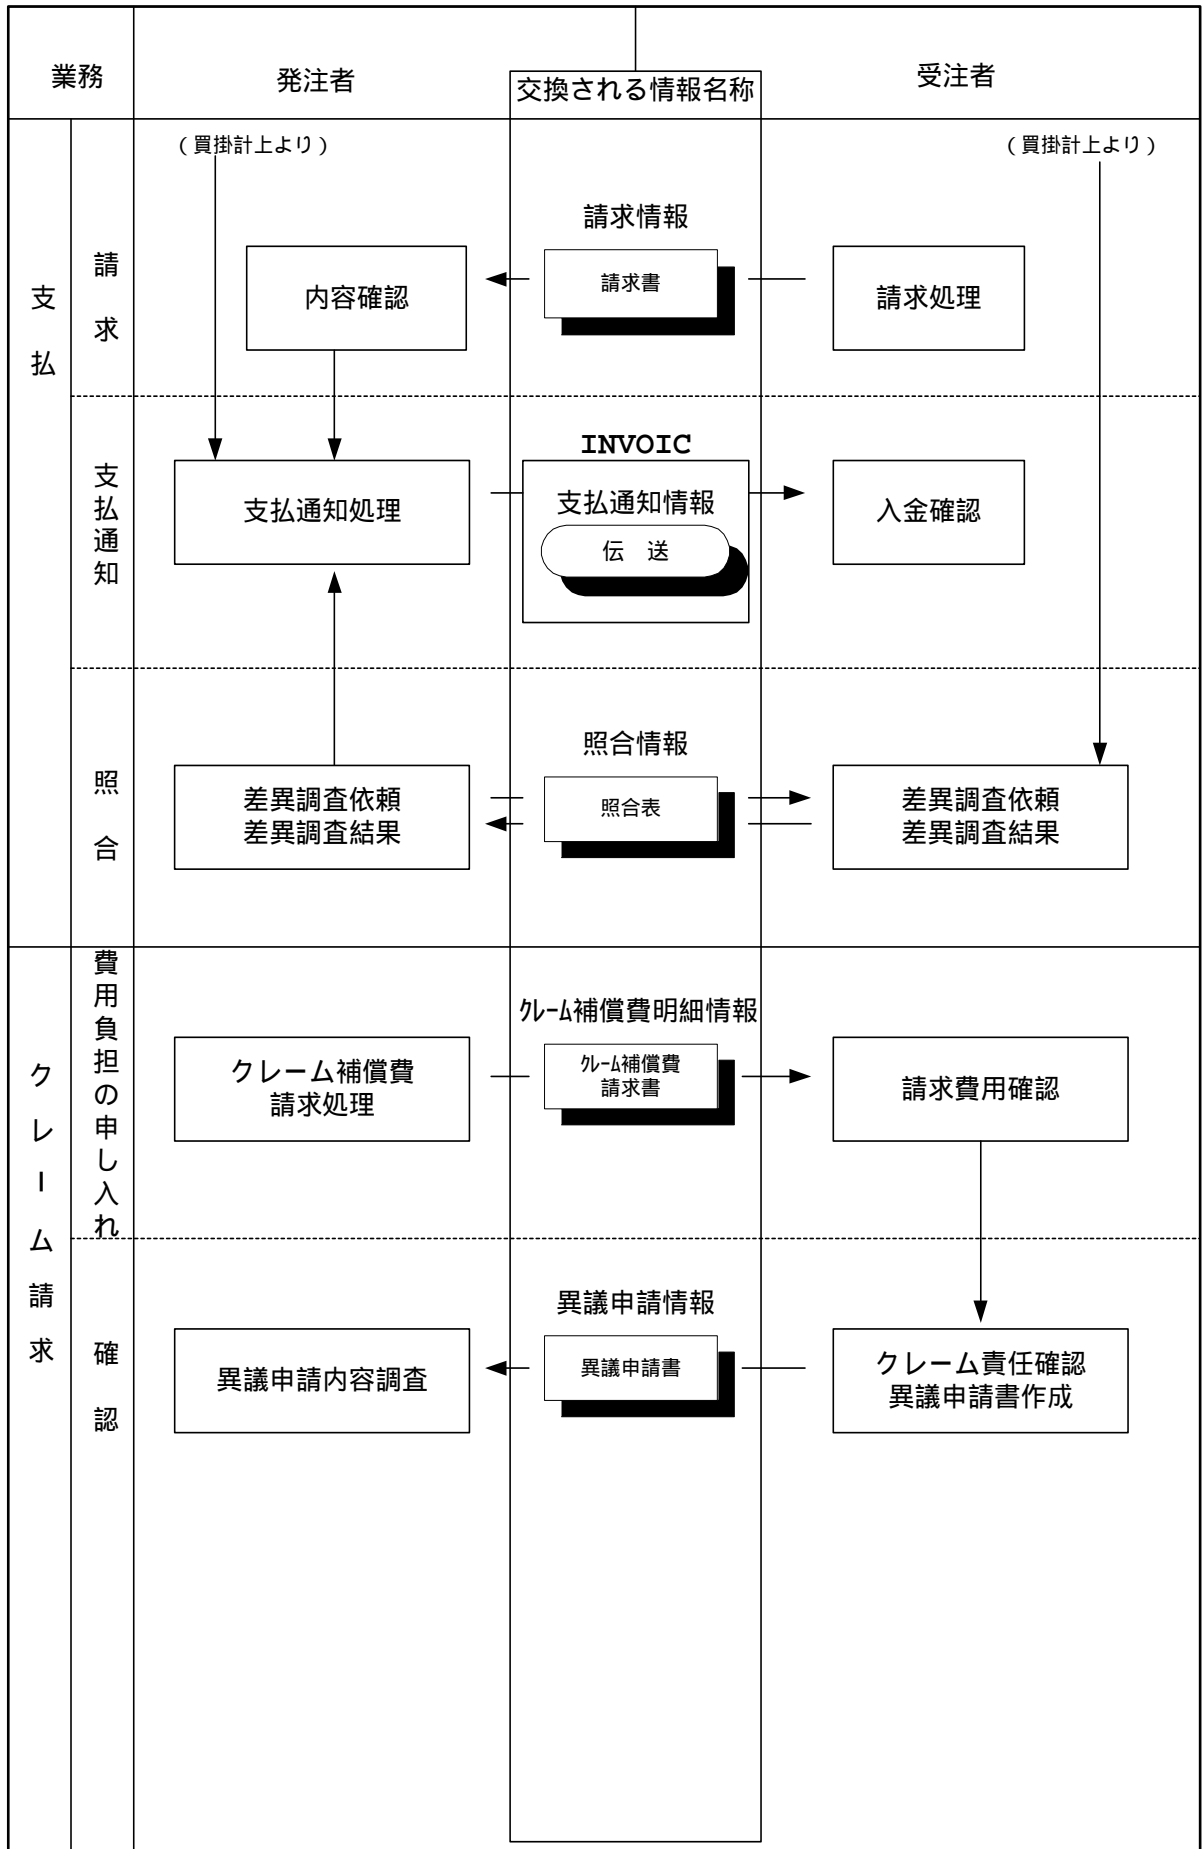 業務
発注者
交換される情報名称
受注者
支払
請求
(買掛計上より)
(買掛計上より)
請求情報
内容確認
請求書
請求処理
支払通知
INVOIC
支払通知処理
支払通知情報
伝　送
入金確認
照合
照合情報
差異調査依頼
差異調査結果
照合表
差異調査依頼
差異調査結果
クレーム請求
費用負担の申し入れ
ｸﾚｰﾑ補償費明細情報
クレーム補償費
請求処理
ｸﾚｰﾑ補償費
請求書
請求費用確認
確認
異議申請情報
異議申請内容調査
異議申請書
クレーム責任確認
異議申請書作成